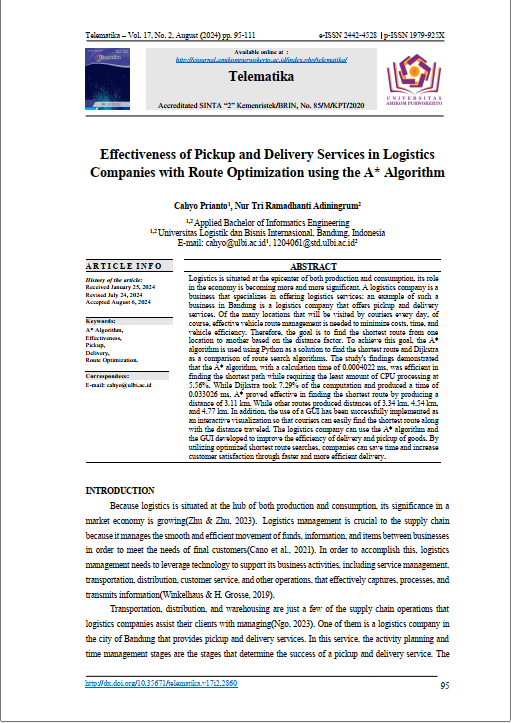 Telematika – Vol. 17, No. 2, August (2024) pp. 95-111 e-ISSN 2442-4528 | p-ISSN 1979-925X
Available online at :
http://ejournal.amikompurwokerto.ac.id/index.php/telematika/
Telematika
Accreditated SINTA “2” Kemenristek/BRIN, No. 85/M/KPT/2020
UNIVERSITAS
AMIKOM PURWOKERTO
Effectiveness of Pickup and Delivery Services in Logistics
Companies with Route Optimization using the A* Algorithm
Cahyo Prianto¹, Nur Tri Ramadhanti Adiningrum²
1,2 Applied Bachelor of Informatics Engineering
1,2 Universitas Logistik dan Bisnis Internasional, Bandung, Indonesia
E-mail: cahyo@ulbi.ac.id¹, 1204061@std.ulbi.ac.id²
ARTICLE INFO
History of the article:
Received January 25, 2024
Revised July 24, 2024
Accepted August 6, 2024
Keywords:
A* Algorithm,
Effectiveness,
Pickup,
Delivery,
Route Optimization.
Correspondece:
E-mail: cahyo@ulbi.ac.id
ABSTRACT
Logistics is situated at the epicenter of both production and consumption, its role
in the economy is becoming more and more significant. A logistics company is a
business that specializes in offering logistics services; an example of such a
business in Bandung is a logistics company that offers pickup and delivery
services. Of the many locations that will be visited by couriers every day, of
course, effective vehicle route management is needed to minimize costs, time, and
vehicle efficiency. Therefore, the goal is to find the shortest route from one
location to another based on the distance factor. To achieve this goal, the A*
algorithm is used using Python as a solution to find the shortest route and Dijkstra
as a comparison of route search algorithms. The study's findings demonstrated
that the A* algorithm, with a calculation time of 0.0004022 ms, was efficient in
finding the shortest path while requiring the least amount of CPU processing at
5.56%. While Dijkstra took 7.29% of the computation and produced a time of
0.033026 ms. A* proved effective in finding the shortest route by producing a
distance of 3.11 km. While other routes produced distances of 3.34 km, 4.54 km,
and 4.77 km. In addition, the use of a GUI has been successfully implemented as
an interactive visualization so that couriers can easily find the shortest route along
with the distance traveled. The logistics company can use the A* algorithm and
the GUI developed to improve the efficiency of delivery and pickup of goods. By
utilizing optimized shortest route searches, companies can save time and increase
customer satisfaction through faster and more efficient delivery.
INTRODUCTION
Because logistics is situated at the hub of both production and consumption, its significance in a
market economy is growing(Zhu & Zhu, 2023). Logistics management is crucial to the supply chain
because it manages the smooth and efficient movement of funds, information, and items between businesses
in order to meet the needs of final customers(Cano et al., 2021). In order to accomplish this, logistics
management needs to leverage technology to support its business activities, including service management,
transportation, distribution, customer service, and other operations, that effectively captures, processes, and
transmits information(Winkelhaus & H. Grosse, 2019).
Transportation, distribution, and warehousing are just a few of the supply chain operations that
logistics companies assist their clients with managing(Ngo, 2023). One of them is a logistics company in
the city of Bandung that provides pickup and delivery services. In this service, the activity planning and
time management stages are the stages that determine the success of a pickup and delivery service. The
http://dx.doi.org/10.35671/telematika.v17i2.2860 95